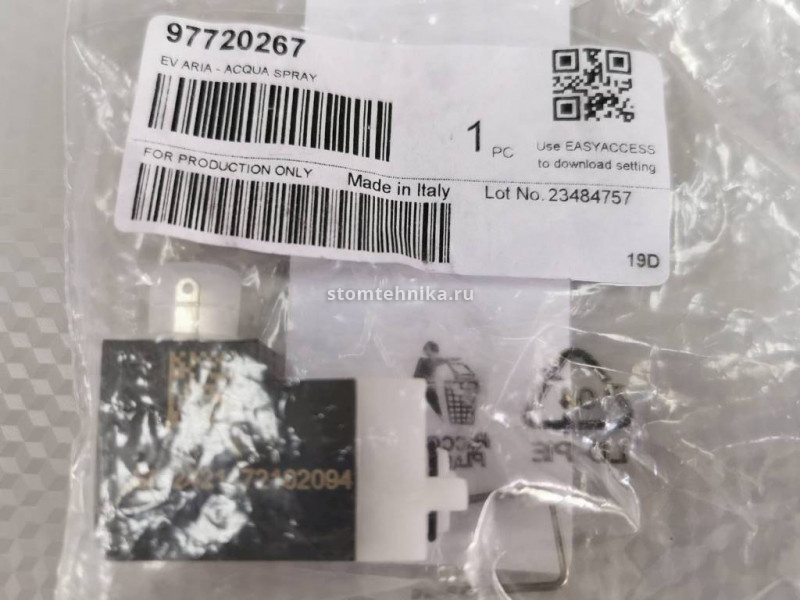 97720267
EV ARIA - ACQUA SPRAY
1 PC
Use EASYACCESS
to download setting
FOR PRODUCTION ONLY
Made in Italy
Lot No. 23484757
19D
stomtehnika.ru
72102094